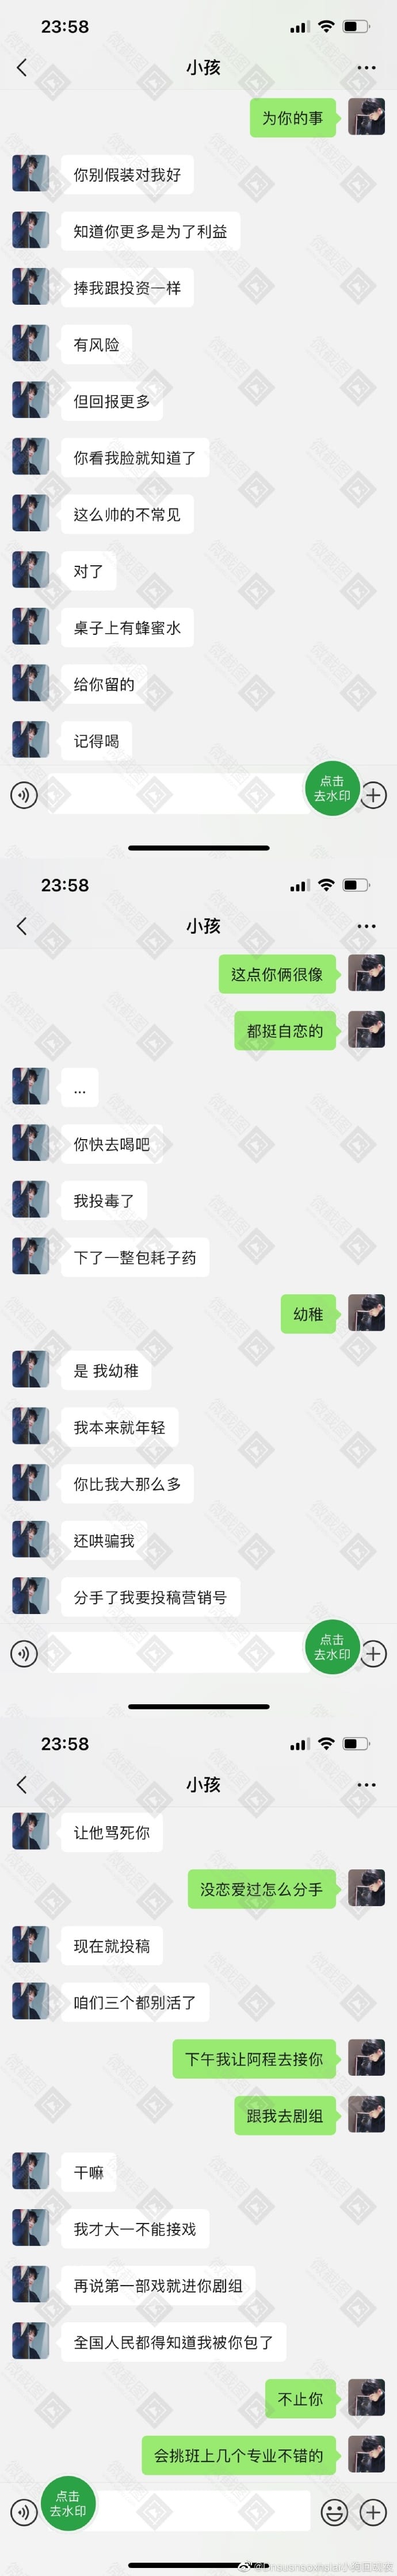 23:58
小孩
为你的事
你别假装对我好
知道你更多是为了利益
捧我跟投资一样
有风险
但回报更多
你看我脸就知道了
这么帅的不常见
对了
桌子上有蜂蜜水
给你留的
记得喝
点击
去水印
23:58
小孩
这点你俩很像
都挺自恋的
...
你快去喝吧
我投毒了
下了一整包耗子药
幼稚
是 我幼稚
我本来就年轻
你比我大那么多
还哄骗我
分手了我要投稿营销号
点击
去水印
23:58
小孩
让他骂死你
没恋爱过怎么分手
现在就投稿
咱们三个都别活了
下午我让阿程去接你
跟我去剧组
干嘛
我才大一不能接戏
再说第一部戏就进你剧组
全国人民都得知道我被你包了
不止你
会挑班上几个专业不错的
点击
去水印